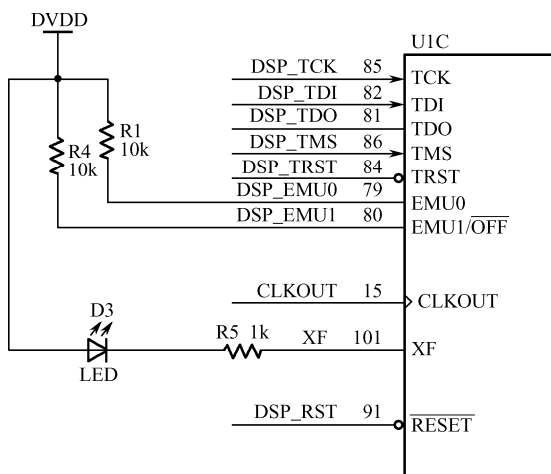 DVDD
U1C
DSP_TCK 85 TCK
DSP_TDI 82 TDI
DSP_TDO 81 TDO
DSP_TMS 86 TMS
DSP_TRST 84 TRST
DSP_EMU0 79 EMU0
DSP_EMU1 80 EMU1/OFF
R1
10k
R4
10k
CLKOUT 15 CLKOUT
D3
LED
R5 1k XF 101 XF
DSP_RST 91 RESET